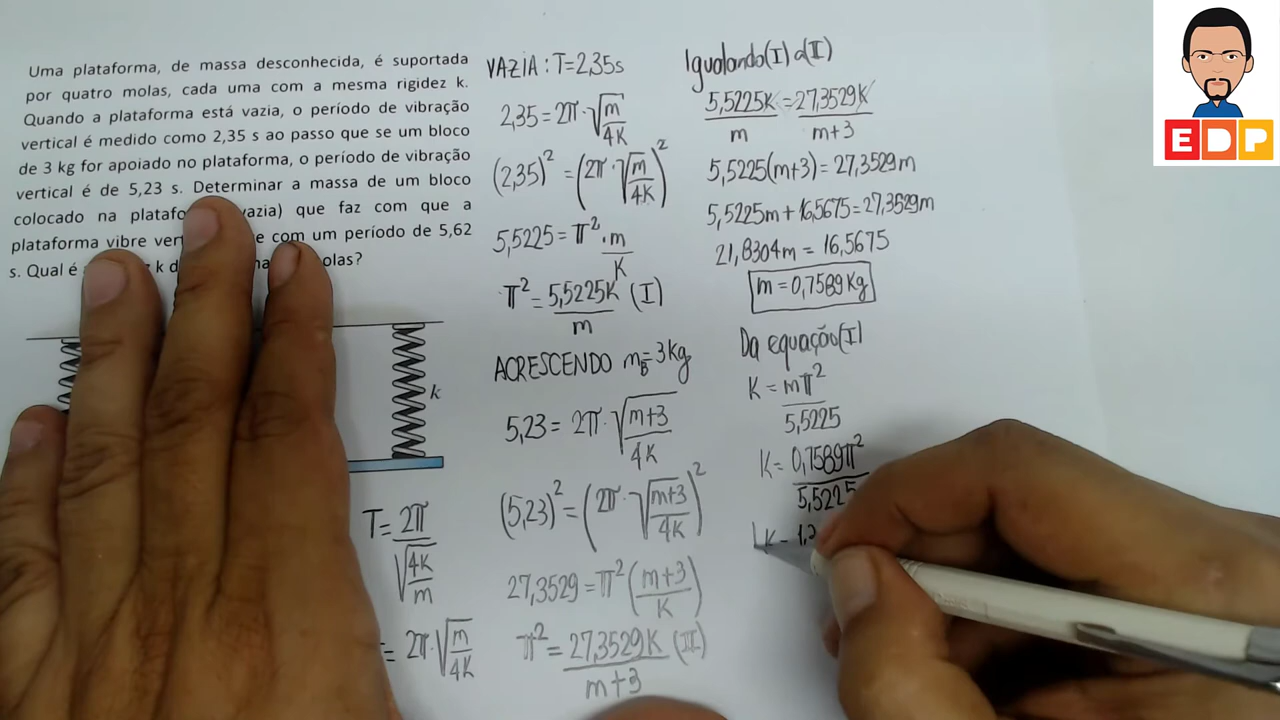 Uma plataforma, de massa desconhecida, é suportada
por quatro molas, cada uma com a mesma rigidez k.
Quando a plataforma está vazia, o período de vibração
vertical é medido como 2,35 s ao passo que se um bloco
de 3 kg for apoiado no plataforma, o período de vibração
vertical é de 5,23 s. Determinar a massa de um bloco
colocado na vazia) que faz com que a
plataforma vibre com um período de 5,62
s. Qual é k
k
T = 2π / √(4K/m)
= 2π·√(m/4K)
VAZIA: T=2,35s
2,35 = 2π·√(m/4K)
(2,35)² = (2π·√(m/4K))²
5,5225 = π²·m/K
π² = 5,5225K/m (I)
ACRESCENDO m_B=3kg
5,23 = 2π·√(m+3/4K)
(5,23)² = (2π·√(m+3/4K))²
27,3529 = π²(m+3/K)
π² = 27,3529K/m+3 (II)
Igualando (I) a (II)
5,5225K/m = 27,3529K/m+3
5,5225(m+3) = 27,3529m
5,5225m + 16,5675 = 27,3529m
21,8304m = 16,5675
m = 0,7589Kg
Da equação (I)
K = mπ²/5,5225
K = 0,7589π²/5,5225
K =
EDP